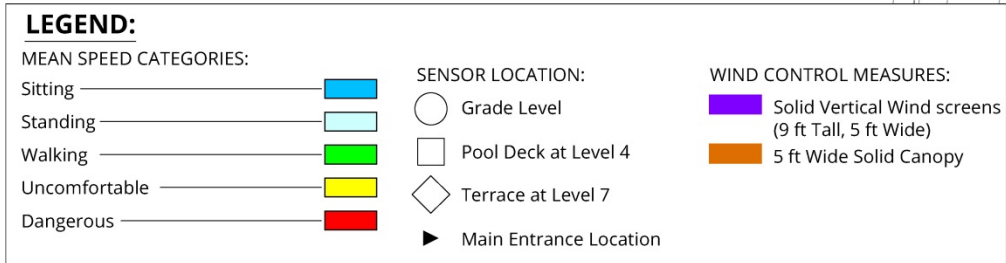 LEGEND:
MEAN SPEED CATEGORIES:
Sitting
Standing
Walking
Uncomfortable
Dangerous
SENSOR LOCATION:
Grade Level
Pool Deck at Level 4
Terrace at Level 7
Main Entrance Location
WIND CONTROL MEASURES:
Solid Vertical Wind screens
(9 ft Tall, 5 ft Wide)
5 ft Wide Solid Canopy